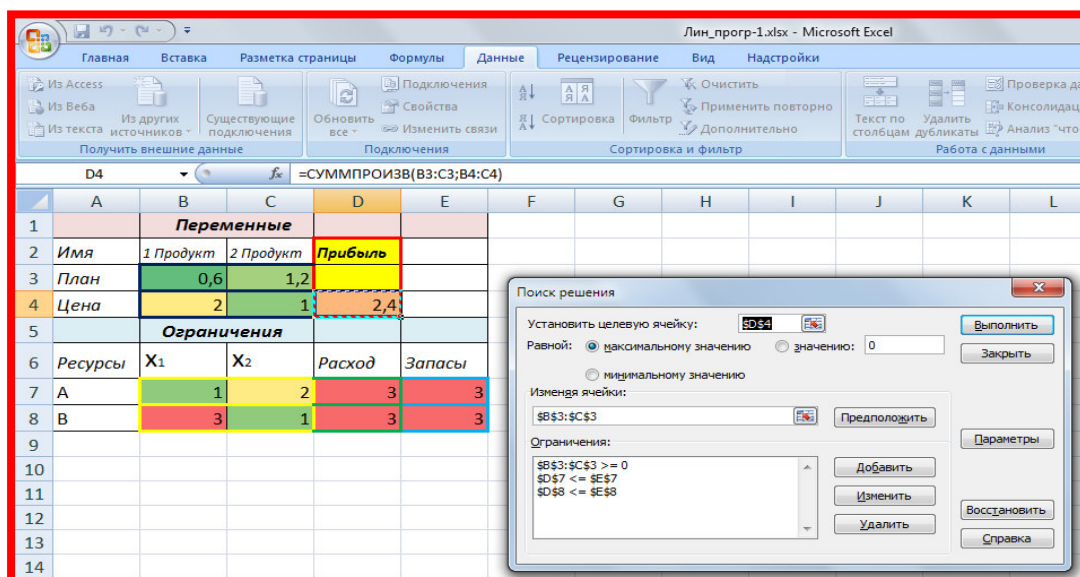 Лин_прогр-1.xlsx - Microsoft Excel
Главная Вставка Разметка страницы Формулы Данные Рецензирование Вид Надстройки
Из Access
Из Веба
Из текста
Из других источников
Существующие подключения
Получить внешние данные
Обновить все
Подключения
Свойства
Изменить связи
Подключения
Сортировка
Фильтр
Очистить
Применить повторно
Дополнительно
Сортировка и фильтр
Текст по столбцам
Удалить дубликаты
Проверка да
Консолидац
Анализ "что
Работа с данными
D4 fx =СУММПРОИЗВ(B3:C3;B4:C4)
A B C D E F G H I J K L
1 Переменные
2 Имя 1 Продукт 2 Продукт Прибыль
3 План 0,6 1,2
4 Цена 2 1 2,4
5 Ограничения
6 Ресурсы X1 X2 Расход Запасы
7 A 1 2 3 3
8 B 3 1 3 3
9
10
11
12
13
14
Поиск решения
Установить целевую ячейку: $D$4 Выполнить
Равной: максимальному значению значению: 0 Закрыть
минимальному значению
Изменяя ячейки:
$B$3:$C$3 Предположить
Ограничения: Параметры
$B$3:$C$3 >= 0 Добавить
$D$7 <= $E$7
$D$8 <= $E$8 Изменить
Восстановить
Удалить
Справка